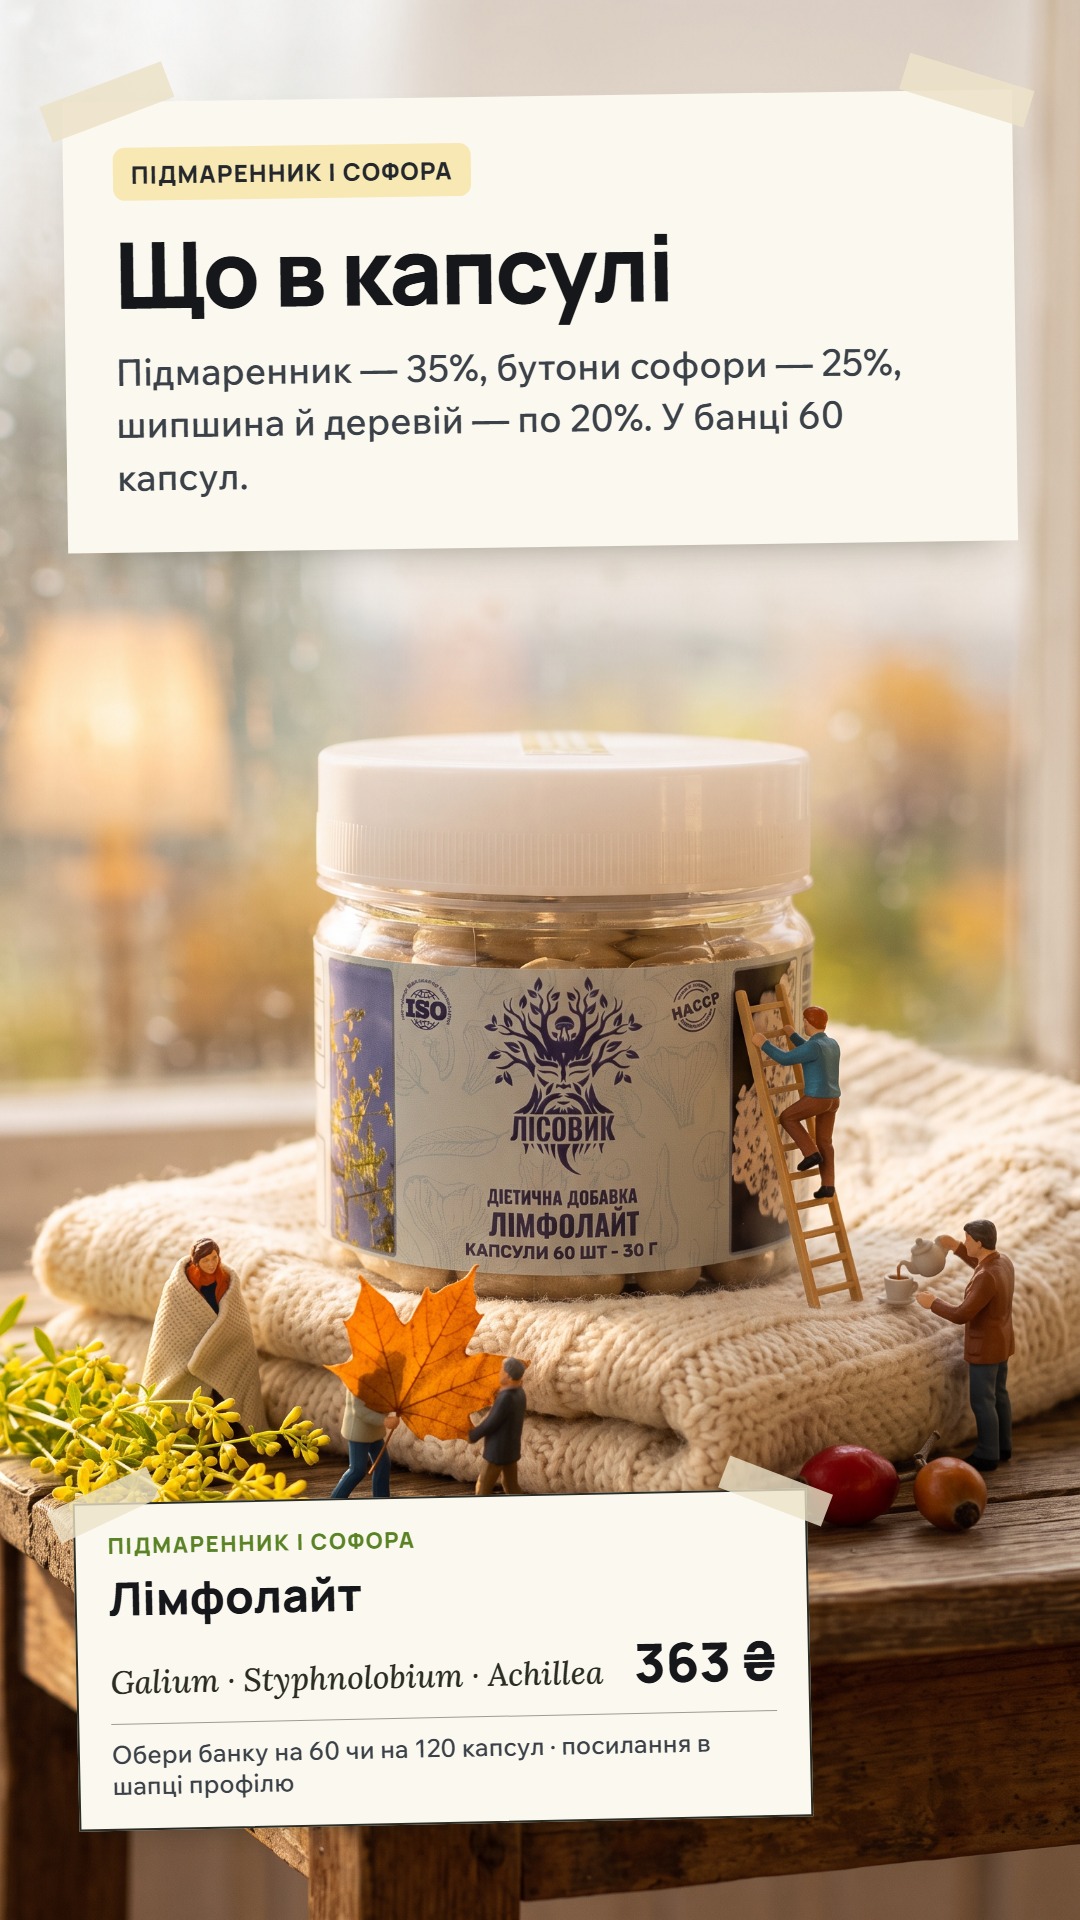 ПІДМАРЕННИК І СОФОРА
Що в капсулі
Підмаренник — 35%, бутони софори — 25%,
шипшина й деревій — по 20%. У банці 60
капсул.
ISO
HACCP
ЛІСОВИК
ДІЄТИЧНА ДОБАВКА
ЛІМФОЛАЙТ
КАПСУЛИ 60 ШТ - 30 Г
ПІДМАРЕННИК І СОФОРА
Лімфолайт
Galium · Styphnolobium · Achillea 363 ₴
Обери банку на 60 чи на 120 капсул · посилання в
шапці профілю